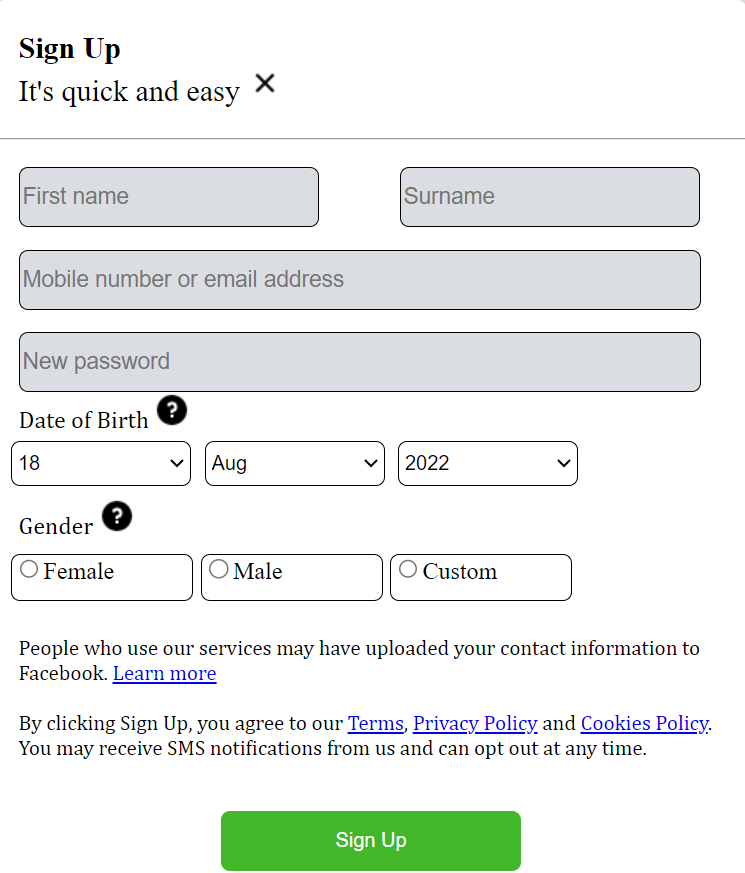 Sign Up
It's quick and easy
First name Surname
Mobile number or email address
New password
Date of Birth ?
18 Aug 2022
Gender ?
Female Male Custom
People who use our services may have uploaded your contact information to
Facebook. Learn more
By clicking Sign Up, you agree to our Terms, Privacy Policy and Cookies Policy.
You may receive SMS notifications from us and can opt out at any time.
Sign Up